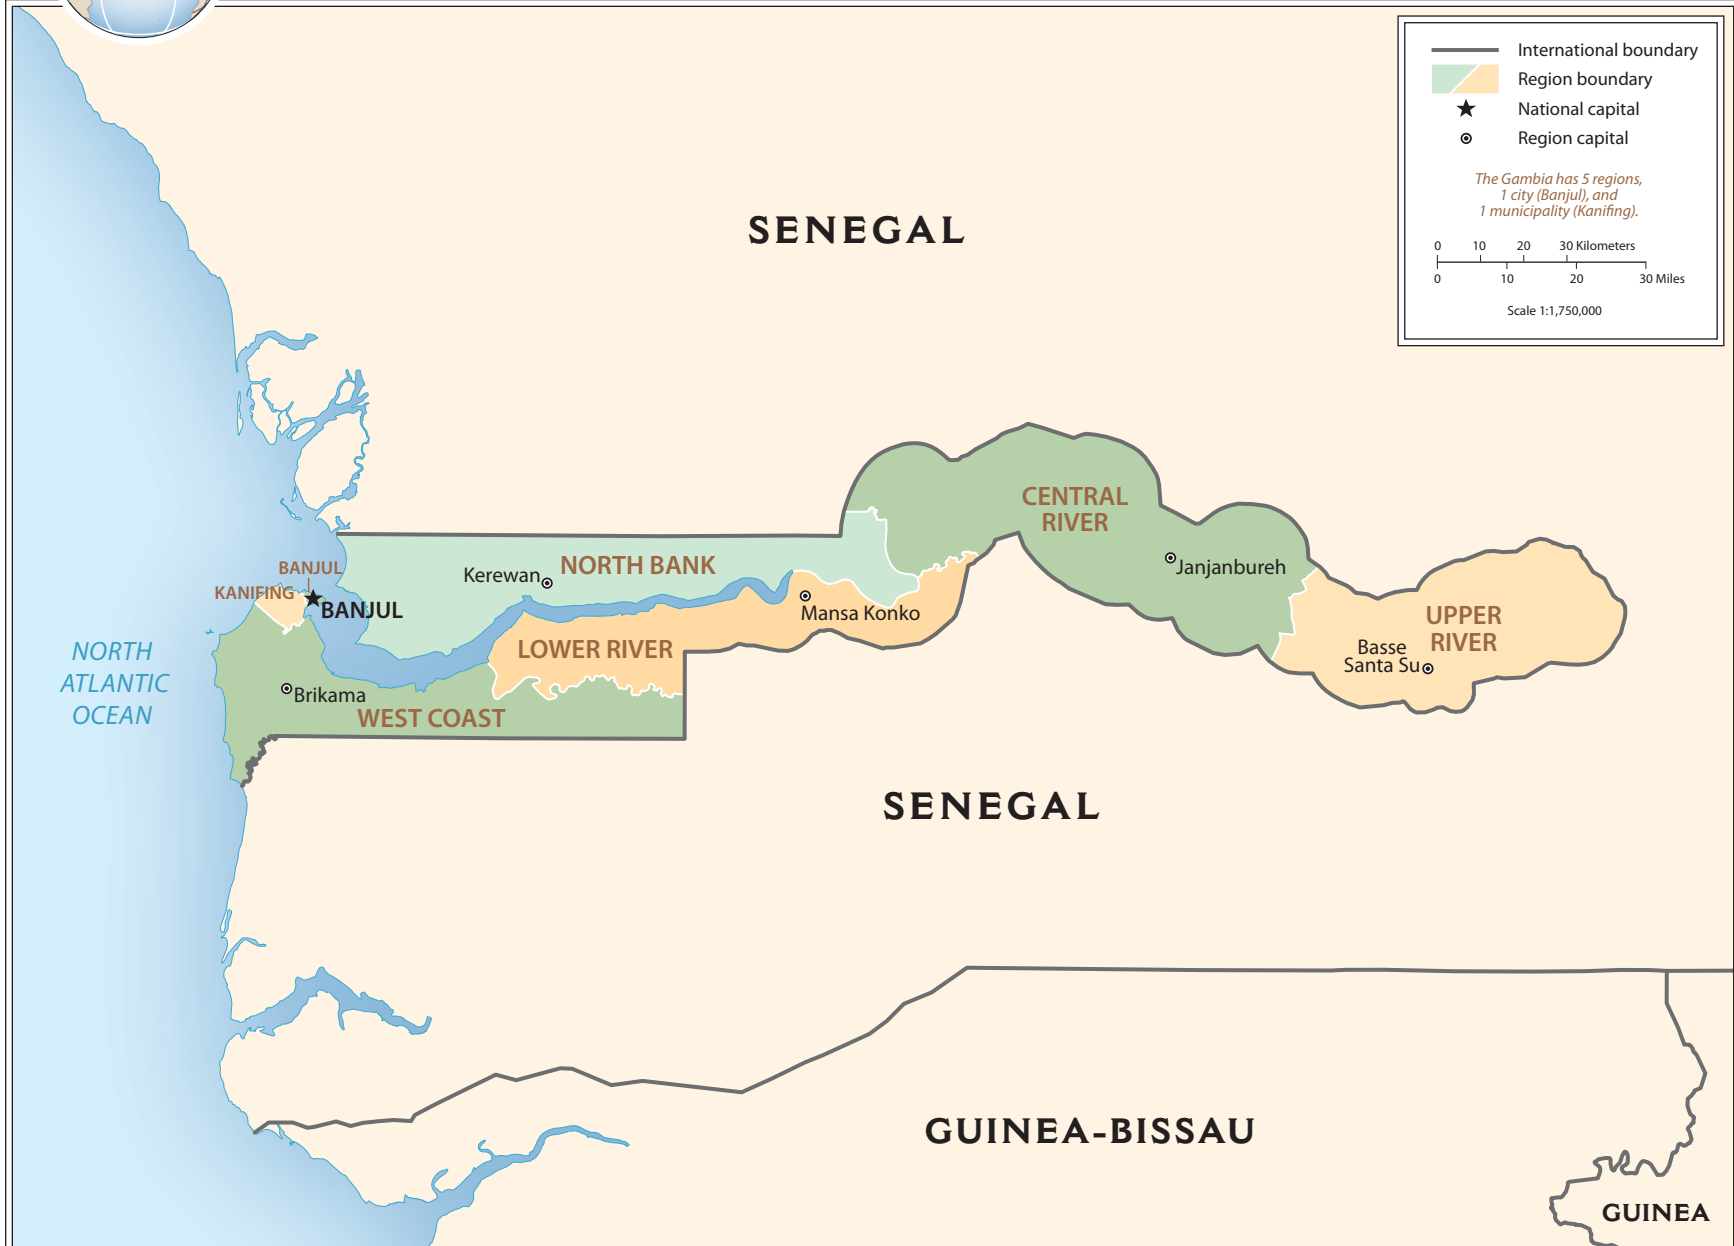 International boundary
Region boundary
National capital
Region capital
The Gambia has 5 regions,
1 city (Banjul), and
1 municipality (Kanifing).
0 10 20 30 Kilometers
0 10 20 30 Miles
Scale 1:1,750,000
SENEGAL
CENTRAL
RIVER
Janjanbureh
NORTH BANK
Kerewan
BANJUL
KANIFING
BANJUL
Mansa Konko
LOWER RIVER
UPPER
RIVER
Basse
Santa Su
NORTH
ATLANTIC
OCEAN
Brikama
WEST COAST
SENEGAL
GUINEA-BISSAU
GUINEA